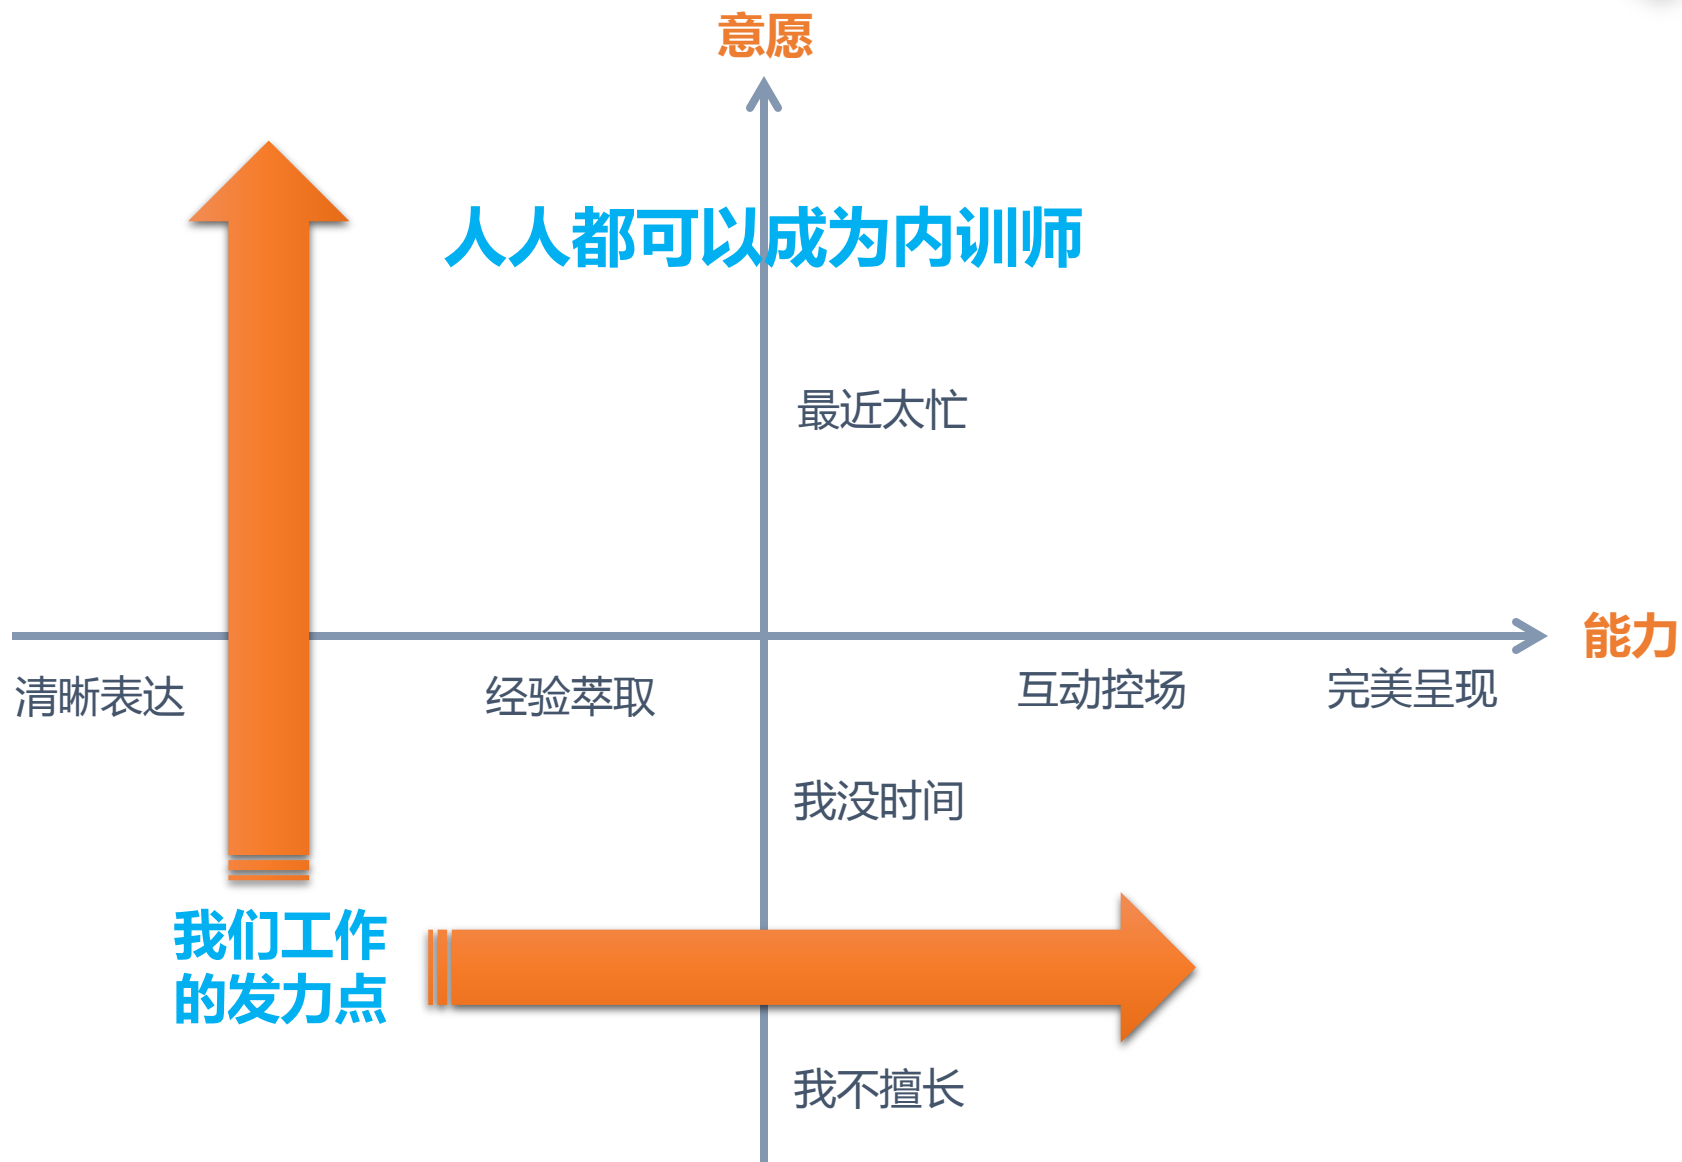 意愿
人人都可以成为内训师
最近太忙
能力
清晰表达
经验萃取
互动控场
完美呈现
我没时间
我们工作
的发力点
我不擅长